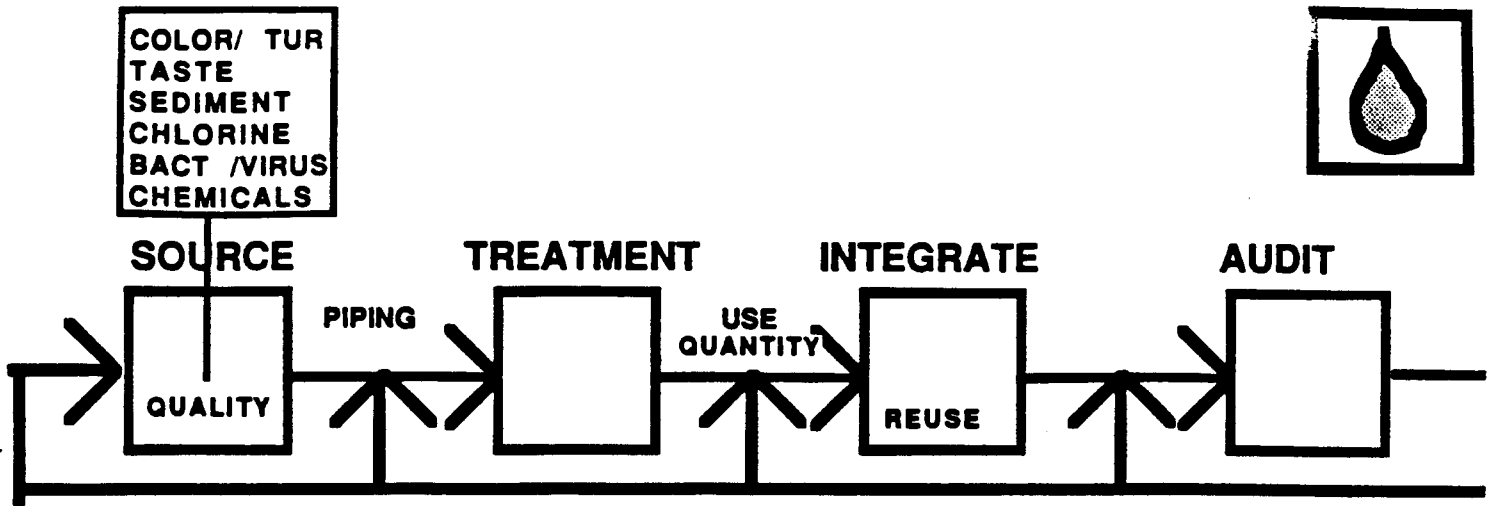 COLOR/ TUR
TASTE
SEDIMENT
CHLORINE
BACT /VIRUS
CHEMICALS
SOURCE
TREATMENT
INTEGRATE
AUDIT
PIPING
USE
QUANTITY
QUALITY
REUSE